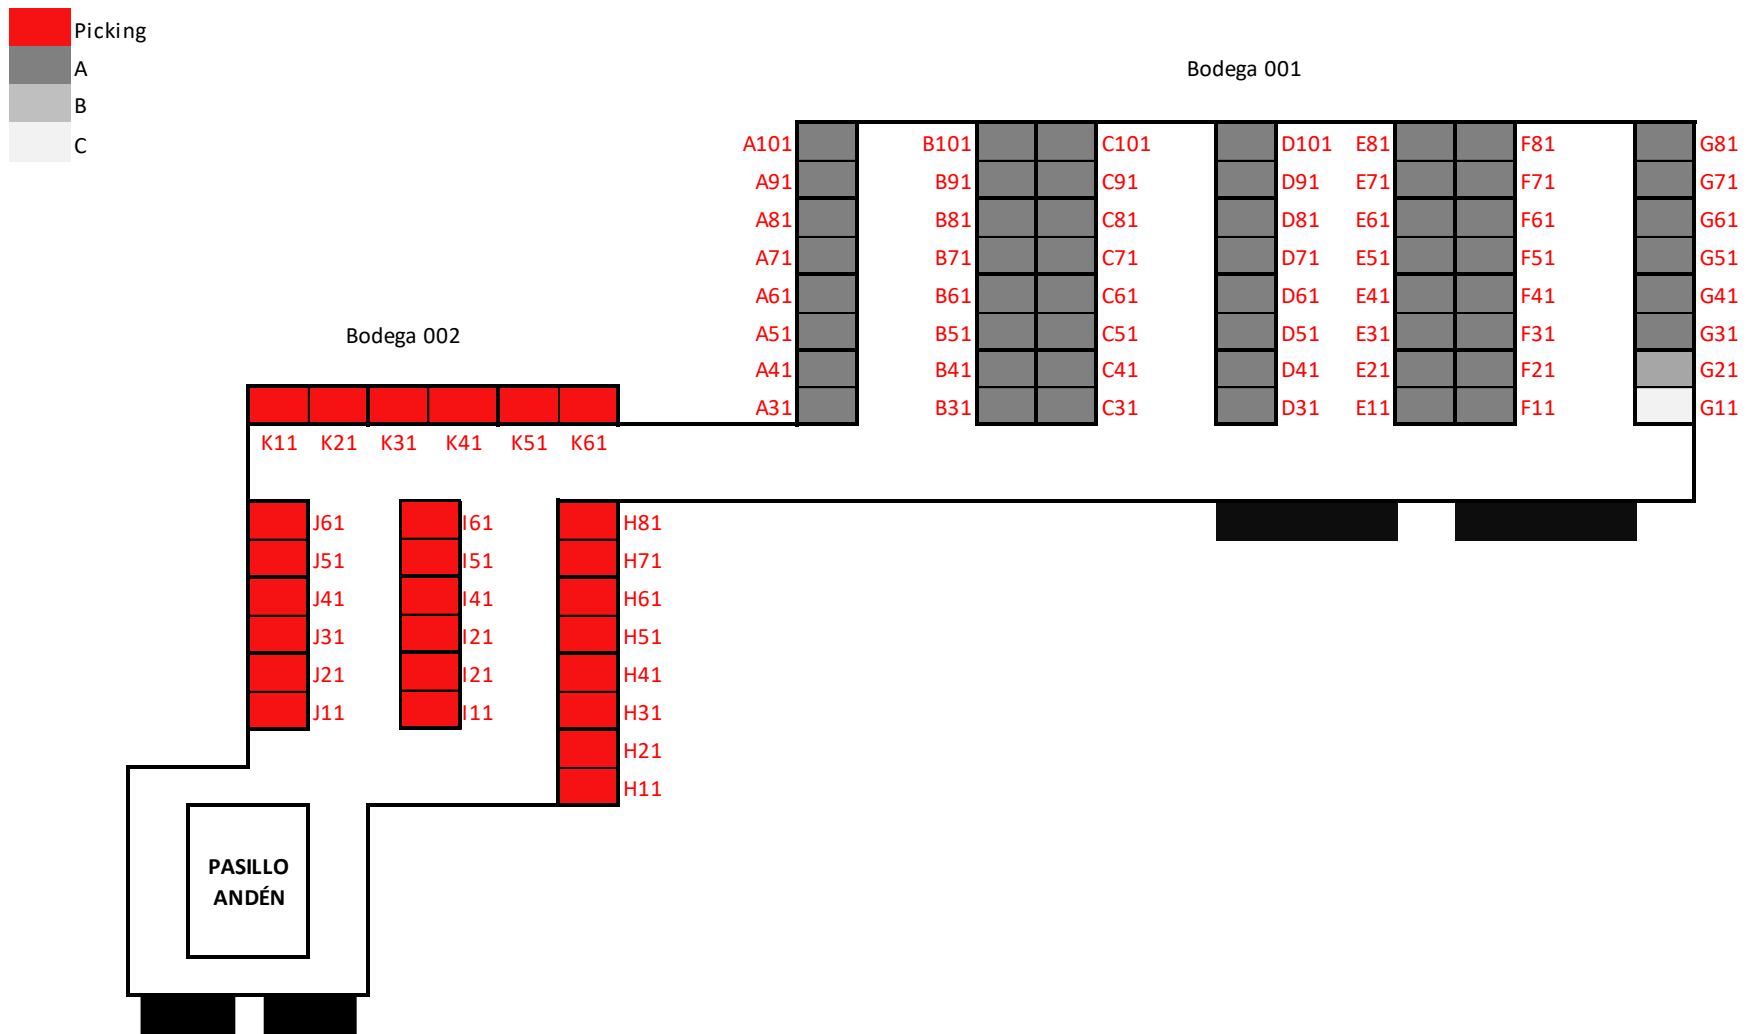 Picking
A
B
C
Bodega 001
A101 B101 C101 D101 E81 F81 G81
A91 B91 C91 D91 E71 F71 G71
A81 B81 C81 D81 E61 F61 G61
A71 B71 C71 D71 E51 F51 G51
A61 B61 C61 D61 E41 F41 G41
A51 B51 C51 D51 E31 F31 G31
A41 B41 C41 D41 E21 F21 G21
A31 B31 C31 D31 E11 F11 G11
Bodega 002
K11 K21 K31 K41 K51 K61
J61 I61 H81
J51 I51 H71
J41 I41 H61
J31 I21 H51
J21 I21 H41
J11 I11 H31
H21
H11
PASILLO
ANDÉN